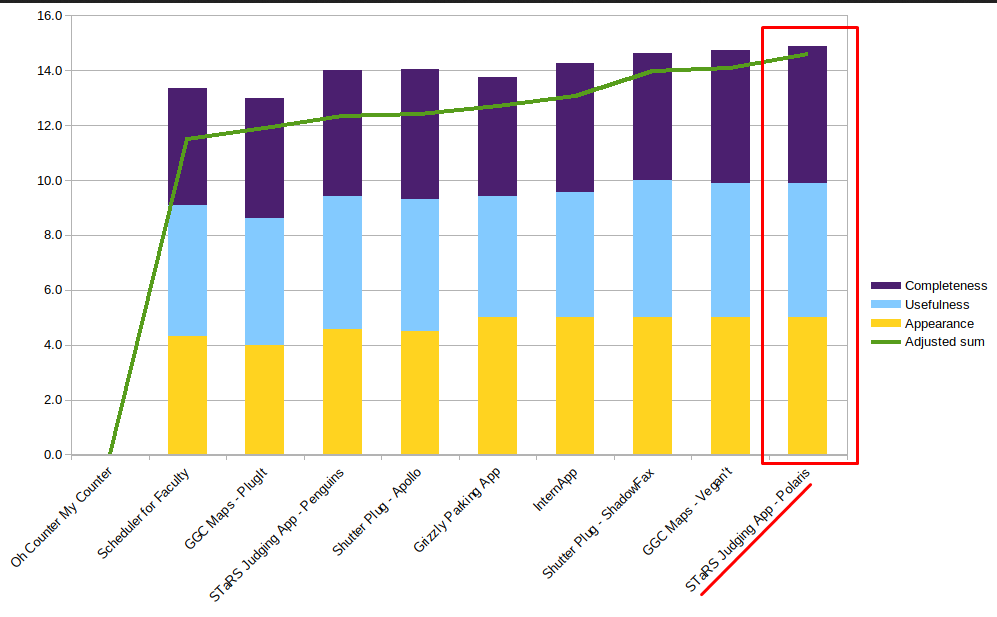 16.0
14.0
12.0
10.0
8.0
6.0
4.0
2.0
0.0
Completeness
Usefulness
Appearance
Adjusted sum
Oh Counter My Counter
Scheduler for Faculty
GGC Maps - PlugIt
STaRS Judging App - Penguins
Shutter Plug - Apollo
Grizzly Parking App
InternApp
Shutter Plug - ShadowFax
GGC Maps - Vegan't
STaRS Judging App - Polaris